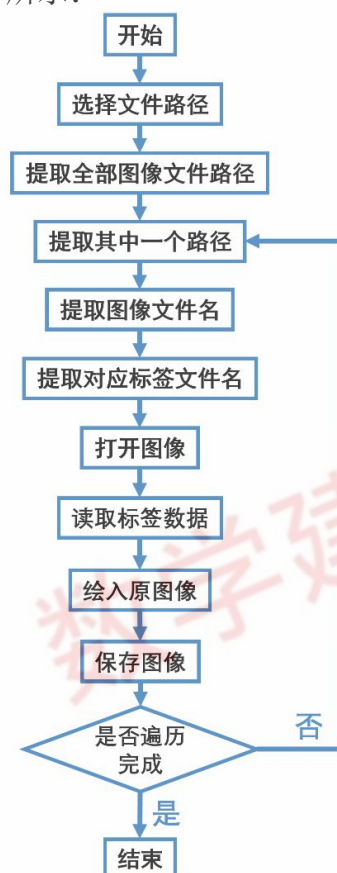 开始
选择文件路径
提取全部图像文件路径
提取其中一个路径
提取图像文件名
提取对应标签文件名
打开图像
读取标签数据
绘入原图像
保存图像
是否遍历
完成
否
是
结束
数学建